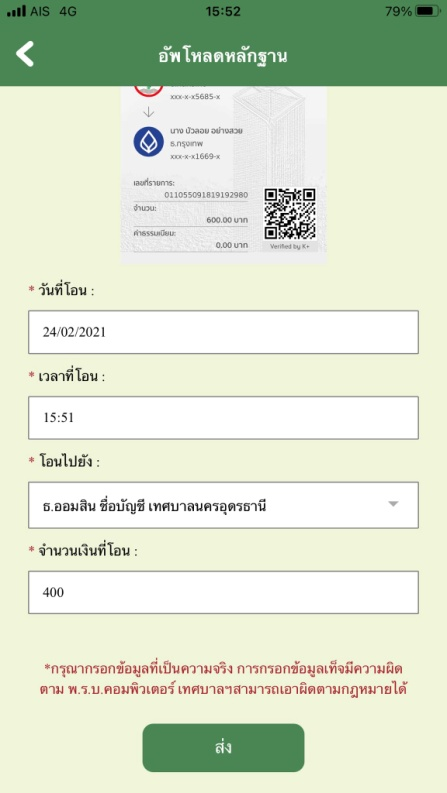 AIS 4G 15:52 79%
อัพโหลดหลักฐาน
xxx-x-x5685-x
นาง บัวลอย อย่างสวย
ธ.กรุงเทพ
xxx-x-x1669-x
เลขที่รายการ:
011055091819192980
จำนวน:
600.00 บาท
ค่าธรรมเนียม:
0.00 บาท
Verified by K+
* วันที่โอน :
24/02/2021
* เวลาที่โอน :
15:51
* โอนไปยัง :
ธ.ออมสิน ชื่อบัญชี เทศบาลนครอุดรธานี
* จำนวนเงินที่โอน :
400
*กรุณากรอกข้อมูลที่เป็นความจริง การกรอกข้อมูลเท็จมีความผิด
ตาม พ.ร.บ.คอมพิวเตอร์ เทศบาลฯสามารถเอาผิดตามกฎหมายได้
ส่ง